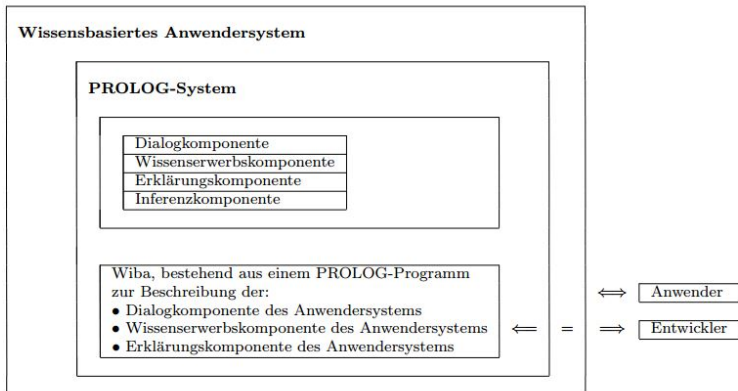 Wissensbasiertes Anwendersystem
PROLOG-System
Dialogkomponente
Wissenserwerbskomponente
Erklärungskomponente
Inferenzkomponente
Wiba, bestehend aus einem PROLOG-Programm
zur Beschreibung der:
• Dialogkomponente des Anwendersystems
• Wissenserwerbskomponente des Anwendersystems
• Erklärungskomponente des Anwendersystems
⟺ Anwender
⟸ = ⟹ Entwickler